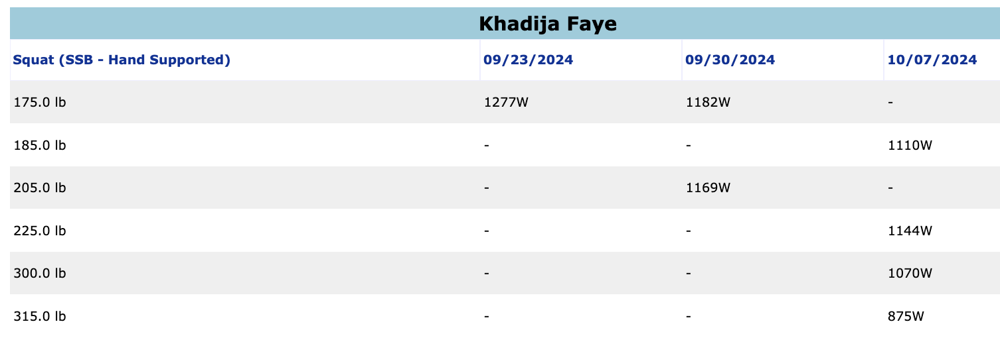 Khadija Faye
Squat (SSB - Hand Supported) 09/23/2024 09/30/2024 10/07/2024
175.0 lb 1277W 1182W -
185.0 lb - - 1110W
205.0 lb - 1169W -
225.0 lb - - 1144W
300.0 lb - - 1070W
315.0 lb - - 875W